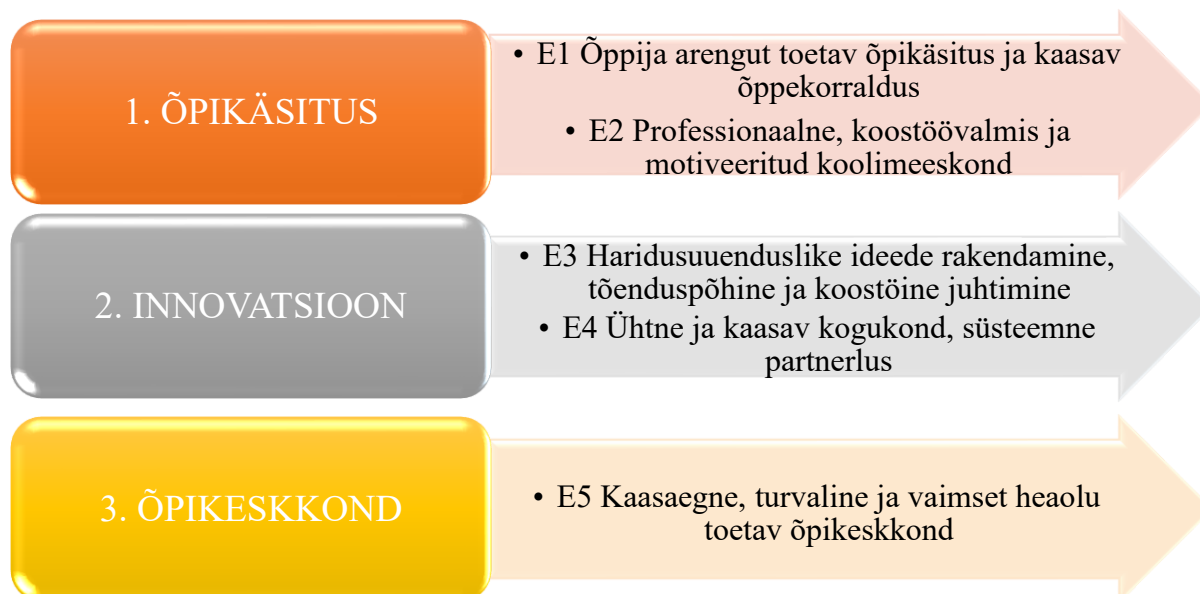 1. ÕPIKÄSITUS
• E1 Õppija arengut toetav õpikäsitus ja kaasav
õppekorraldus
• E2 Professionaalne, koostöövalmis ja
motiveeritud koolimeeskond
2. INNOVATSIOON
• E3 Haridusuuenduslike ideede rakendamine,
tõenduspõhine ja koostöine juhtimine
• E4 Ühtne ja kaasav kogukond, süsteemne
partnerlus
3. ÕPIKESKKOND
• E5 Kaasaegne, turvaline ja vaimset heaolu
toetav õpikeskkond